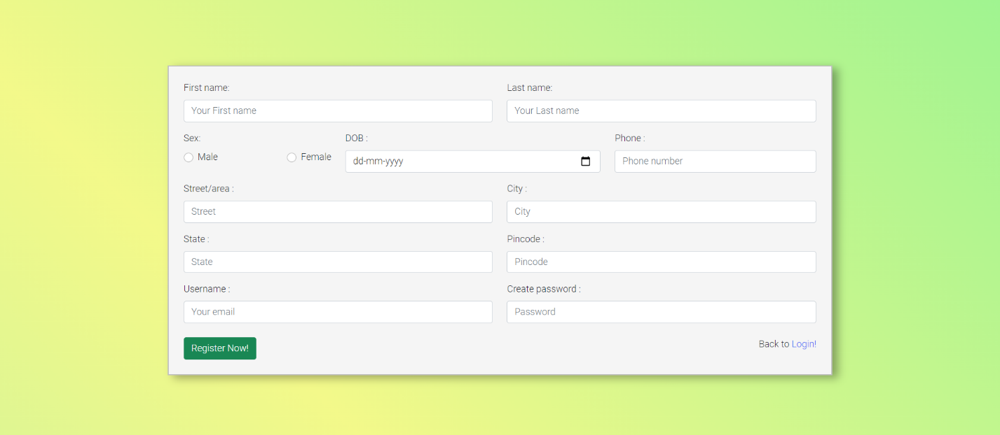 First name: Last name:
Your First name Your Last name
Sex: DOB : Phone :
Male Female dd-mm-yyyy Phone number
Street/area : City :
Street City
State : Pincode :
State Pincode
Username : Create password :
Your email Password
Register Now! Back to Login!